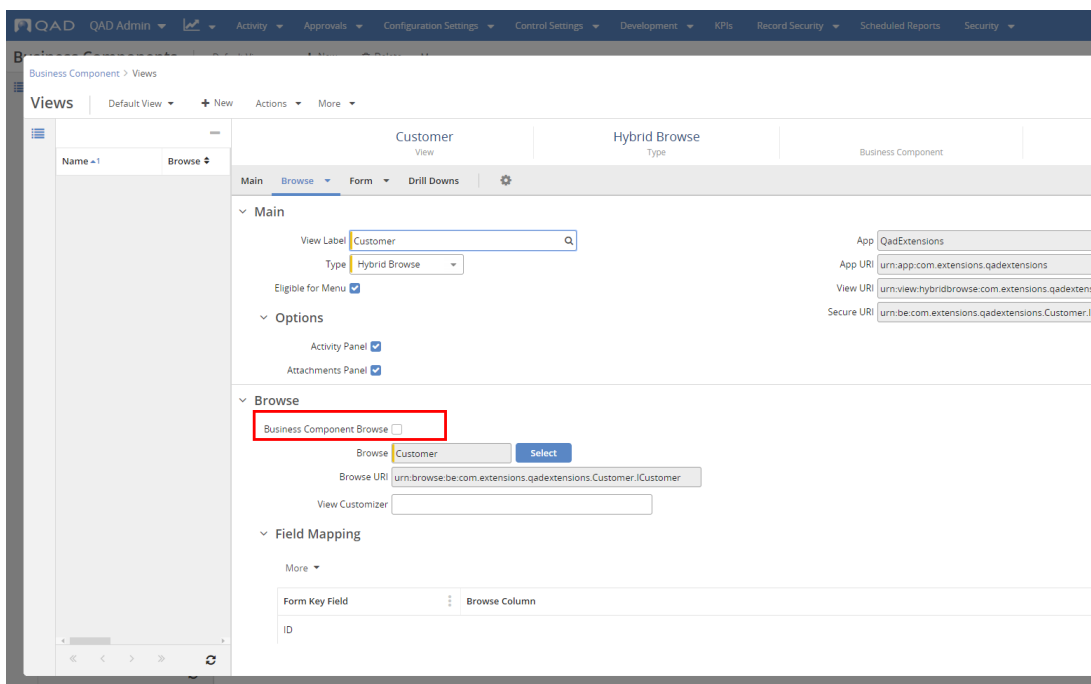 QAD QAD Admin Activity Approvals Configuration Settings Control Settings Development KPIs Record Security Scheduled Reports Security
Business Components
Business Component > Views
Views Default View + New Actions More
Customer Hybrid Browse
View Type Business Component
Name 1 Browse
Main Browse Form Drill Downs
Main
View Label Customer App QadExtensions
Type Hybrid Browse App URI urn:app:com.extensions.qadextensions
Eligible for Menu View URI urn:view:hybridbrowse:com.extensions.qadextens
Options Secure URI urn:be:com.extensions.qadextensions.Customer.I
Activity Panel
Attachments Panel
Browse
Business Component Browse
Browse Customer Select
Browse URI urn:browse:be:com.extensions.qadextensions.Customer.ICustomer
View Customizer
Field Mapping
More
Form Key Field Browse Column
ID